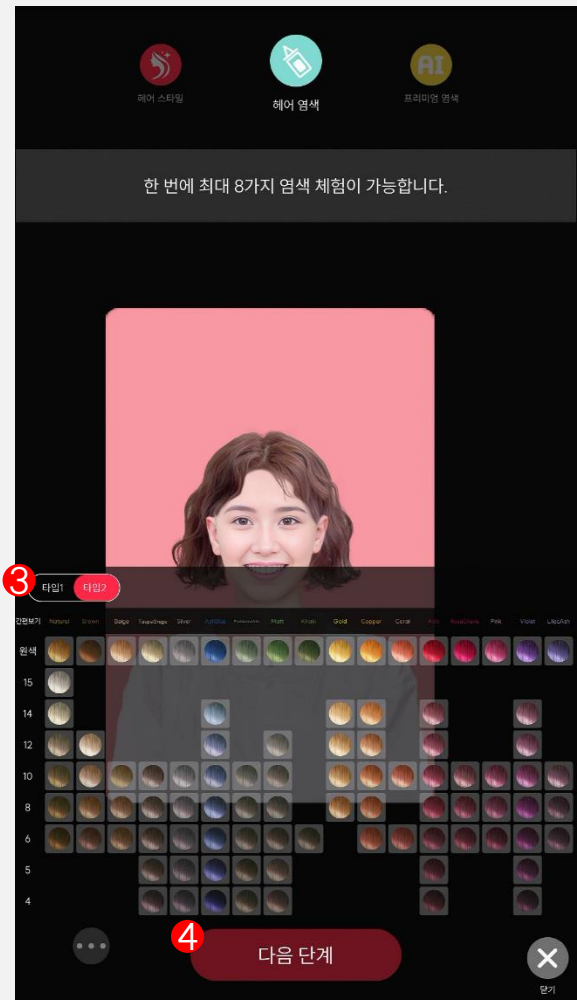 AI
헤어 스타일
헤어 염색
프리미엄 염색
한 번에 최대 8가지 염색 체험이 가능합니다.
3
타입1 타입2
간편보기 Natural Brown Beige Silver Matt Khaki Gold Copper Coral Pink Violet LilacAsh
원색
15
14
12
10
8
6
5
4
4
다음 단계
닫기